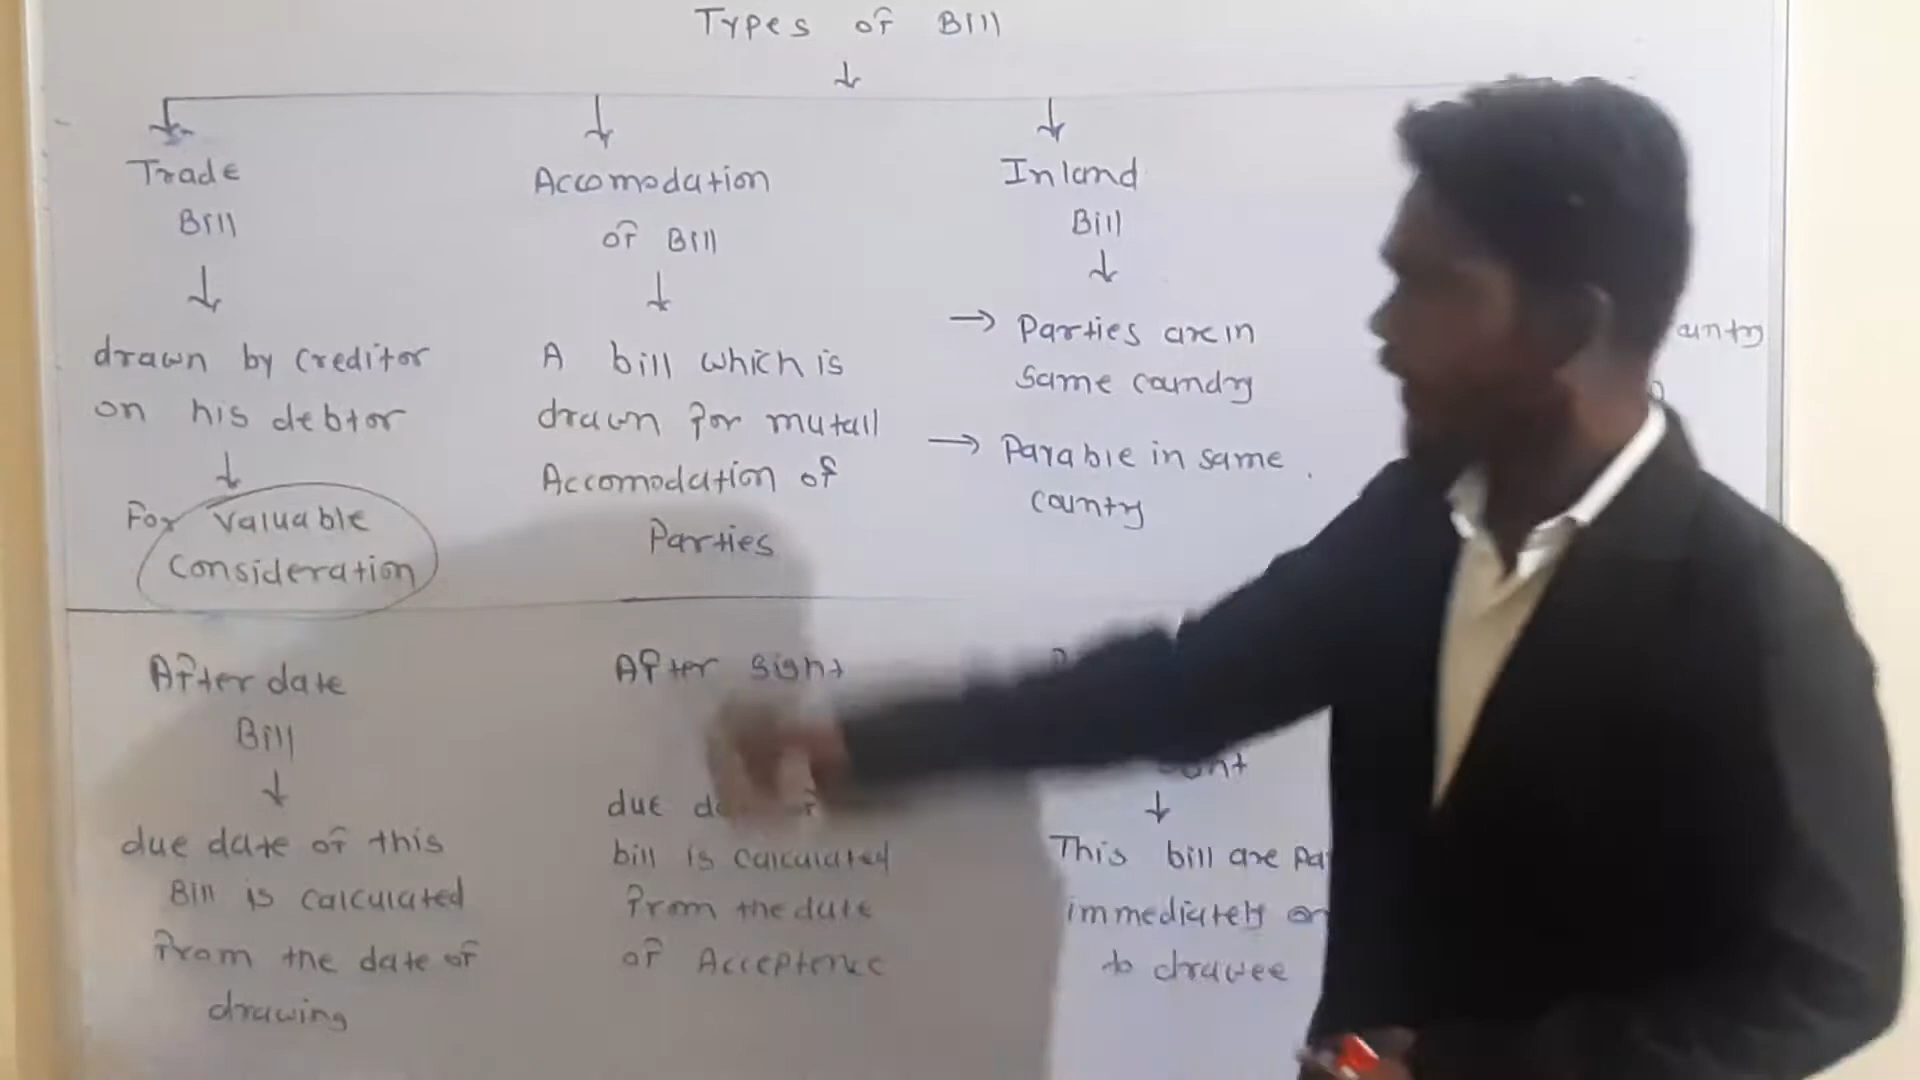 Types of Bill
Trade
Bill
drawn by creditor
on his debtor
For Valuable
Consideration
Accomodation
of Bill
A bill which is
drawn for mutall
Accomodation of
Parties
Inland
Bill
Parties are in
same coundry
Payable in same
country
After date
Bill
due date of this
Bill is calculated
from the date of
drawing
After sight
due
bill is calculated
from the date
of Acceptence
This bill are
immediately on
to drawee